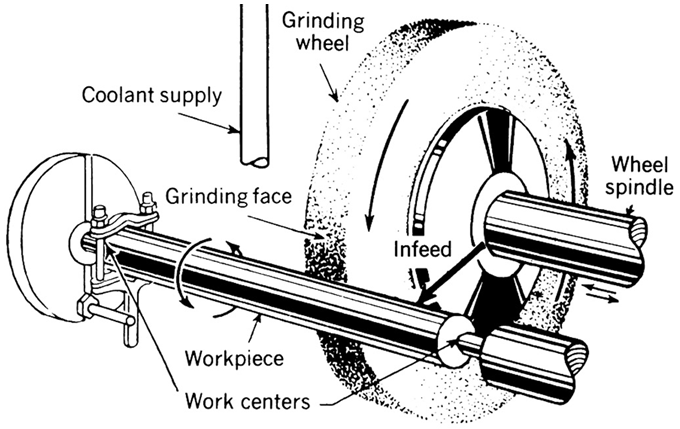 Grinding
wheel
Coolant supply
Wheel
spindle
Grinding face
Infeed
Workpiece
Work centers